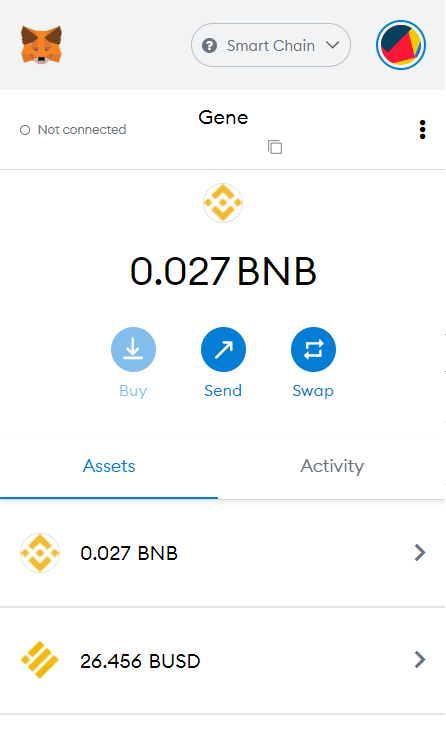 Smart Chain
Gene
Not connected
0.027 BNB
Buy
Send
Swap
Assets
Activity
0.027 BNB
26.456 BUSD